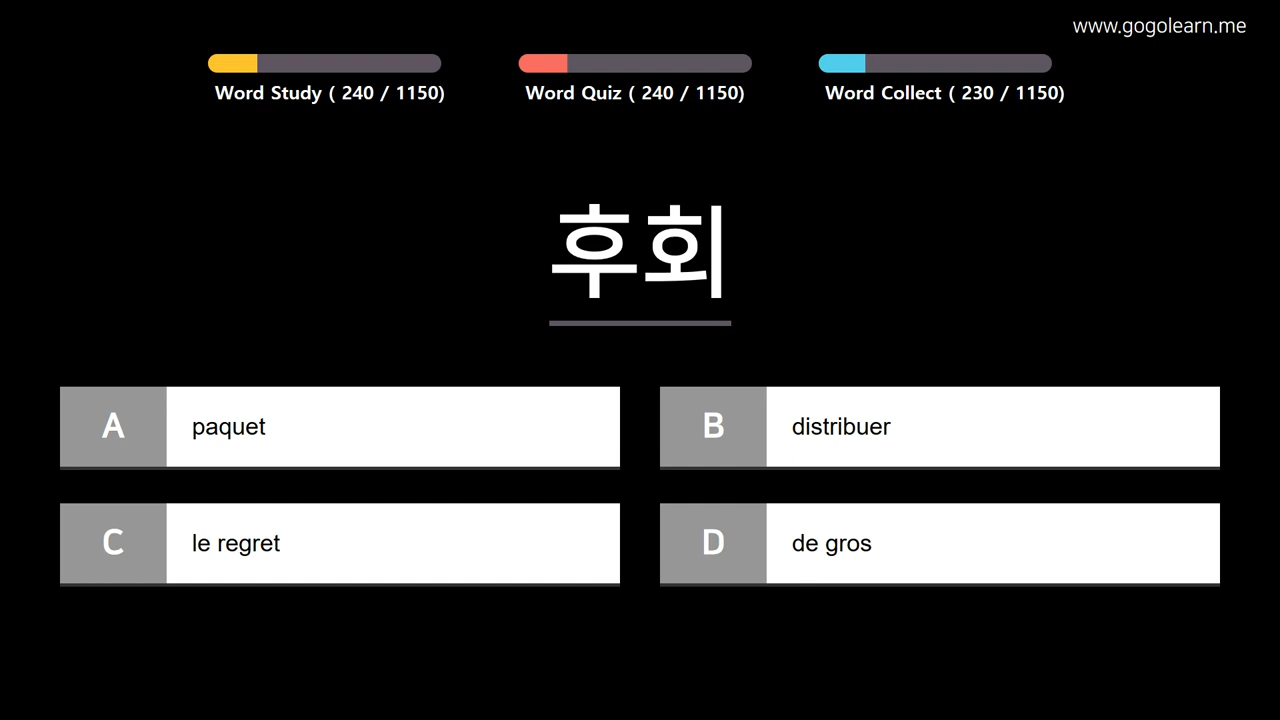 www.gogolearn.me
Word Study ( 240 / 1150)
Word Quiz ( 240 / 1150)
Word Collect ( 230 / 1150)
후회
A paquet
B distribuer
C le regret
D de gros